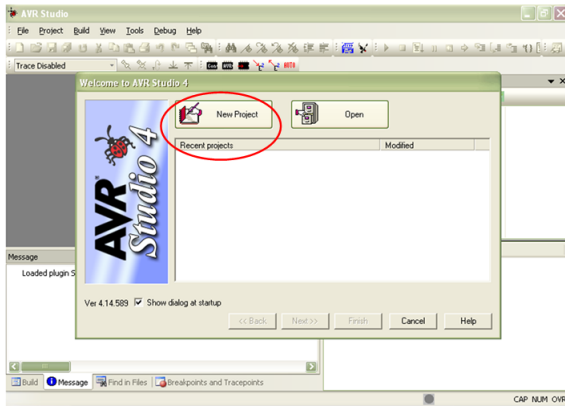 AVR Studio
File Project Build View Tools Debug Help
Trace Disabled
Welcome to AVR Studio 4
New Project
Open
Recent projects
Modified
AVR
Studio 4
Message
Loaded plugin S
Ver 4.14.589
Show dialog at startup
<< Back
Next >>
Finish
Cancel
Help
Build
Message
Find in Files
Breakpoints and Tracepoints
CAP NUM OVR